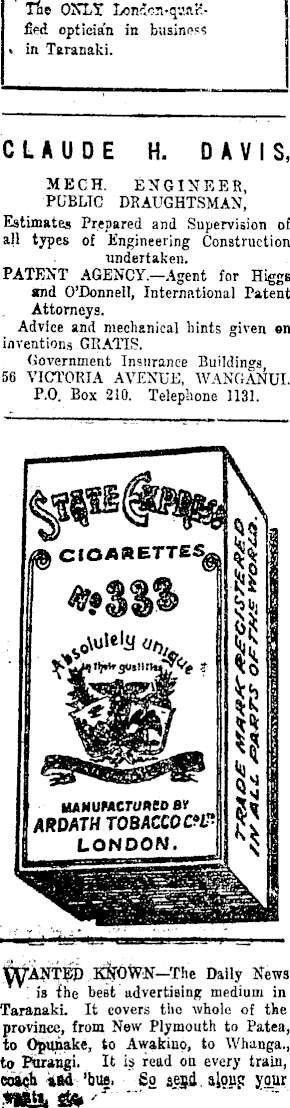 The ONLY London-quali-
fied optician in business
in Taranaki.
CLAUDE H. DAVIS,
MECH. ENGINEER,
PUBLIC DRAUGHTSMAN,
Estimates Prepared and Supervision of
all types of Engineering Construction
undertaken.
PATENT AGENCY.—Agent for Higgs
and O'Donnell, International Patent
Attorneys.
Advice and mechanical hints given on
inventions GRATIS.
Government Insurance Buildings,
56 VICTORIA AVENUE, WANGANUI.
P.O. Box 210. Telephone 1131.
STATE EXPRESS
CIGARETTES
No 333
Absolutely unique
in their qualities
MANUFACTURED BY
ARDATH TOBACCO Co LTD
LONDON.
TRADE MARK REGISTERED
IN ALL PARTS OF THE WORLD.
WANTED KNOWN—The Daily News
is the best advertising medium in
Taranaki. It covers the whole of the
province, from New Plymouth to Patea,
to Opunake, to Awakino, to Whanga.,
to Purangi. It is read on every train,
coach and 'bus. So send along your
wants, etc.